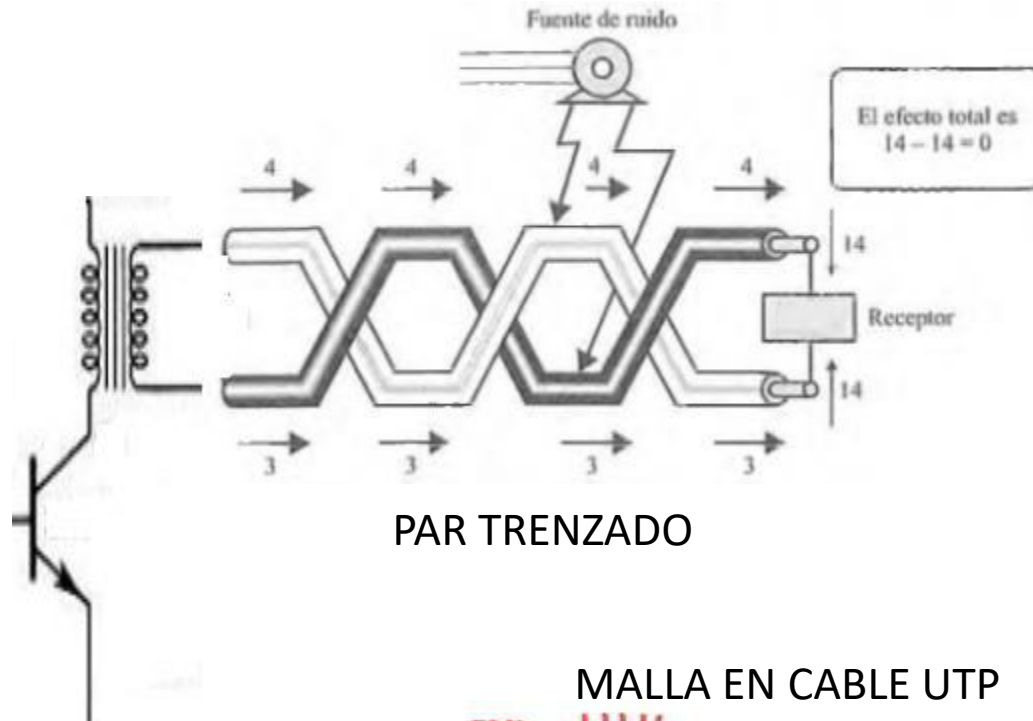 Fuente de ruido
El efecto total es
14 – 14 = 0
4 4 4 4
14
Receptor
14
3 3 3 3
PAR TRENZADO
MALLA EN CABLE UTP